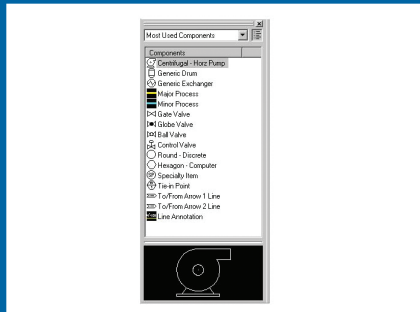 Most Used Components
Components
Centrifugal - Horz Pump
Generic Drum
Generic Exchanger
Major Process
Minor Process
Gate Valve
Globe Valve
Ball Valve
Control Valve
Round - Discrete
Hexagon - Computer
Specialty Item
Tie-in Point
To/From Arrow 1 Line
To/From Arrow 2 Line
Line Annotation